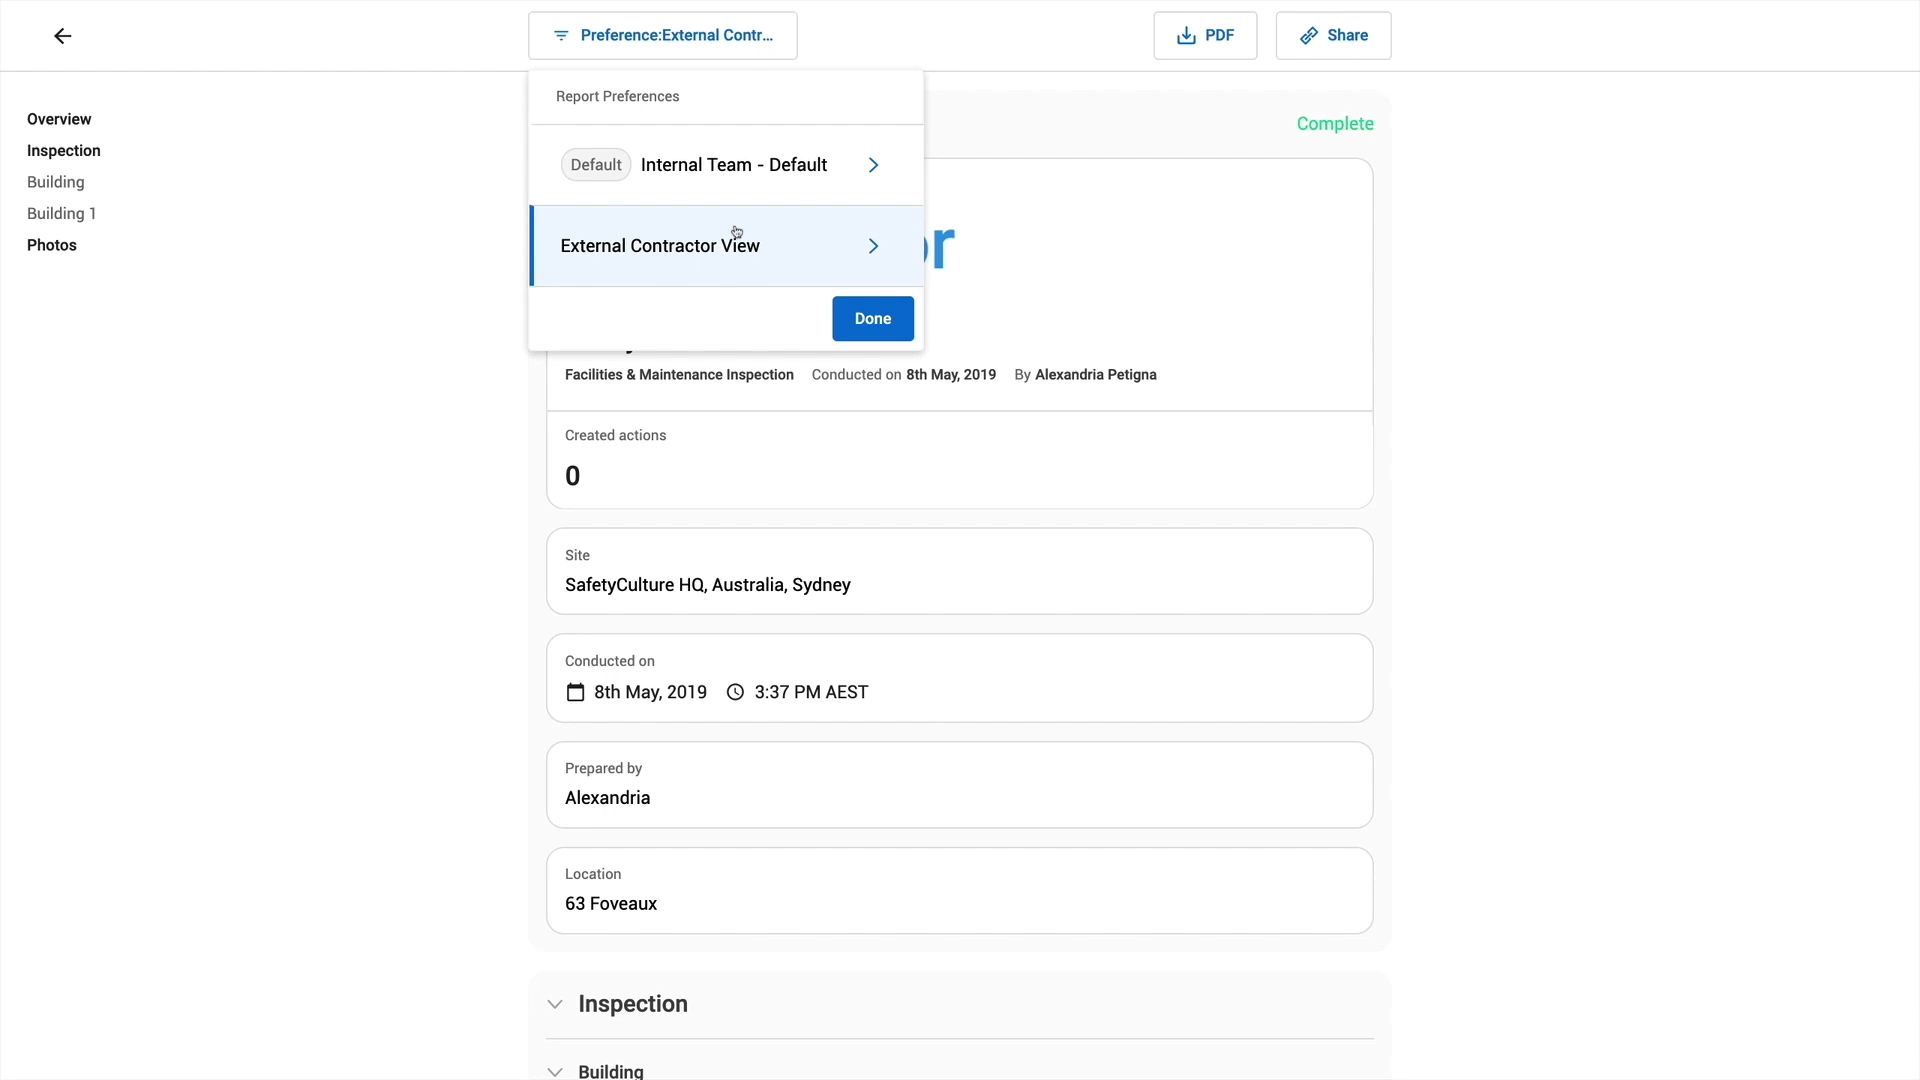 Preference:External Contr...
PDF
Share
Report Preferences
Overview
Complete
Inspection
Default
Internal Team - Default
Building
Building 1
Photos
External Contractor View
Done
Facilities & Maintenance Inspection
Conducted on 8th May, 2019
By Alexandria Petigna
Created actions
0
Site
SafetyCulture HQ, Australia, Sydney
Conducted on
8th May, 2019
3:37 PM AEST
Prepared by
Alexandria
Location
63 Foveaux
Inspection
Building